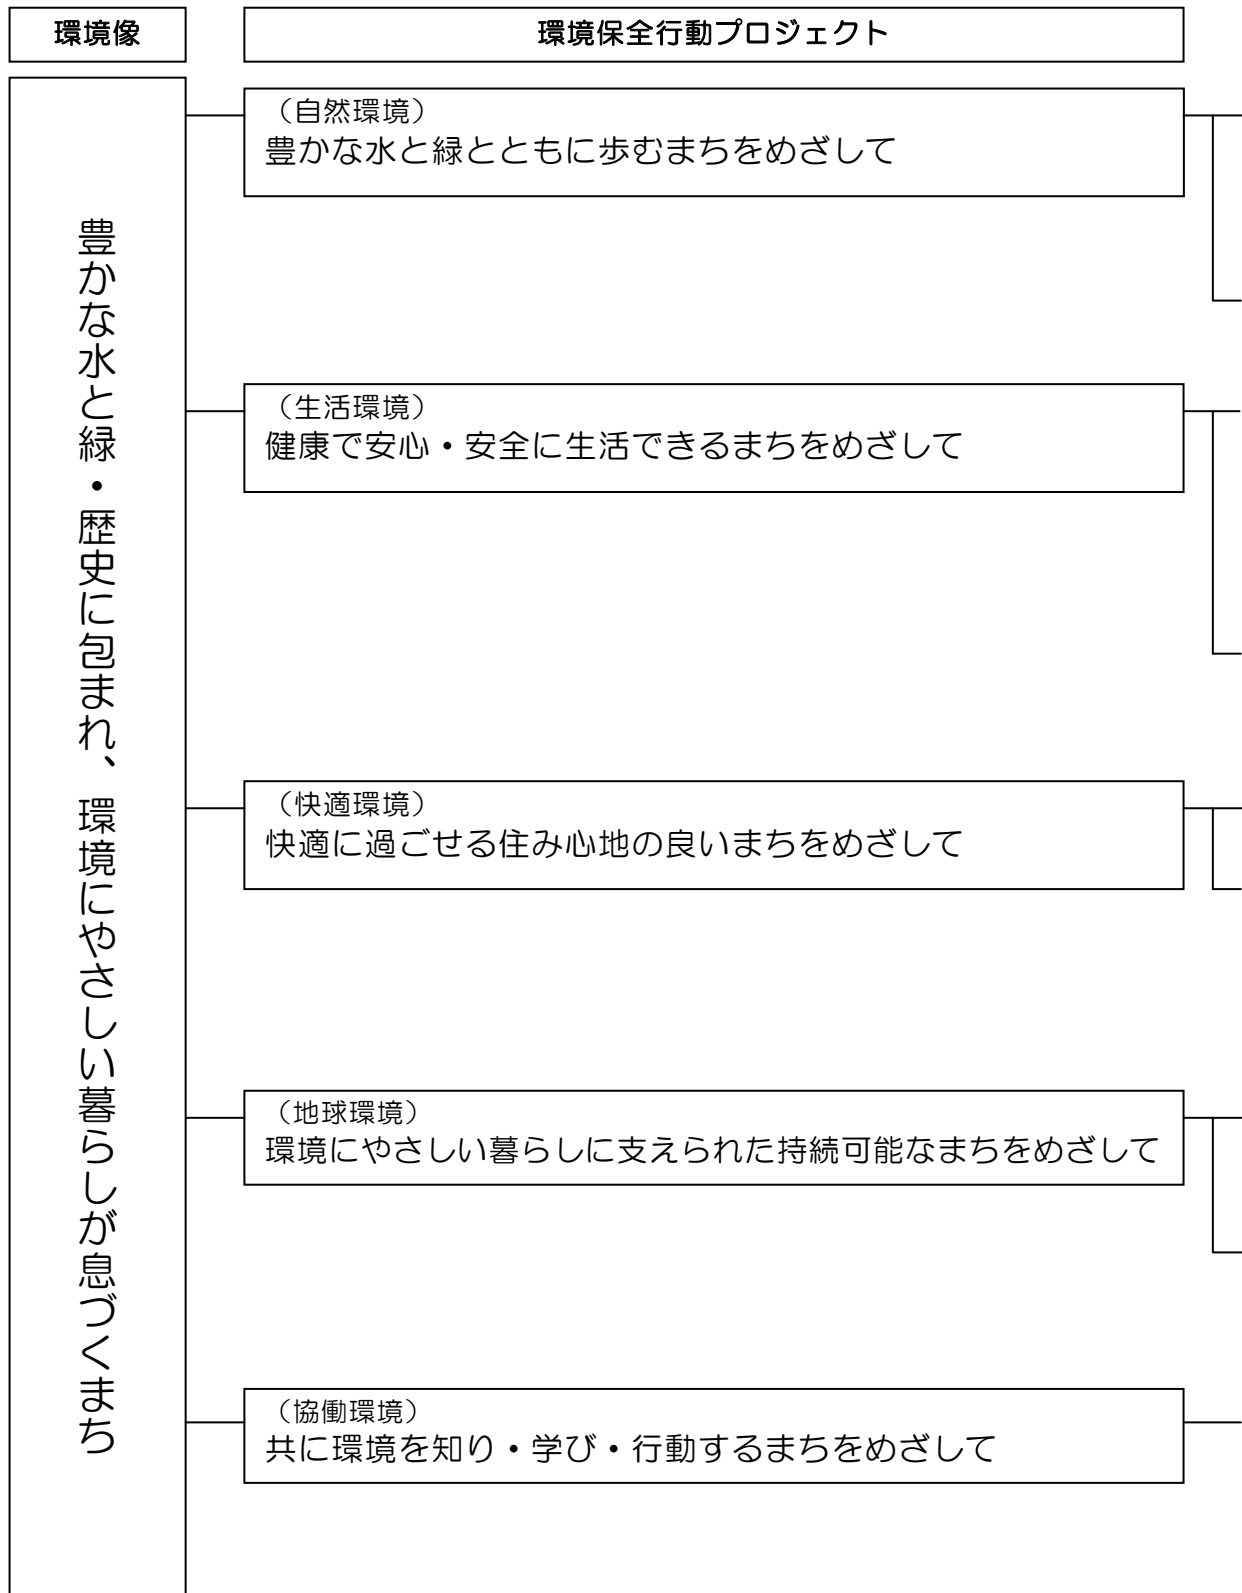 環境像
環境保全行動プロジェクト
豊かな水と緑・歴史に包まれ、環境にやさしい暮らしが息づくまち
（自然環境）
豊かな水と緑とともに歩むまちをめざして
（生活環境）
健康で安心・安全に生活できるまちをめざして
（快適環境）
快適に過ごせる住み心地の良いまちをめざして
（地球環境）
環境にやさしい暮らしに支えられた持続可能なまちをめざして
（協働環境）
共に環境を知り・学び・行動するまちをめざして